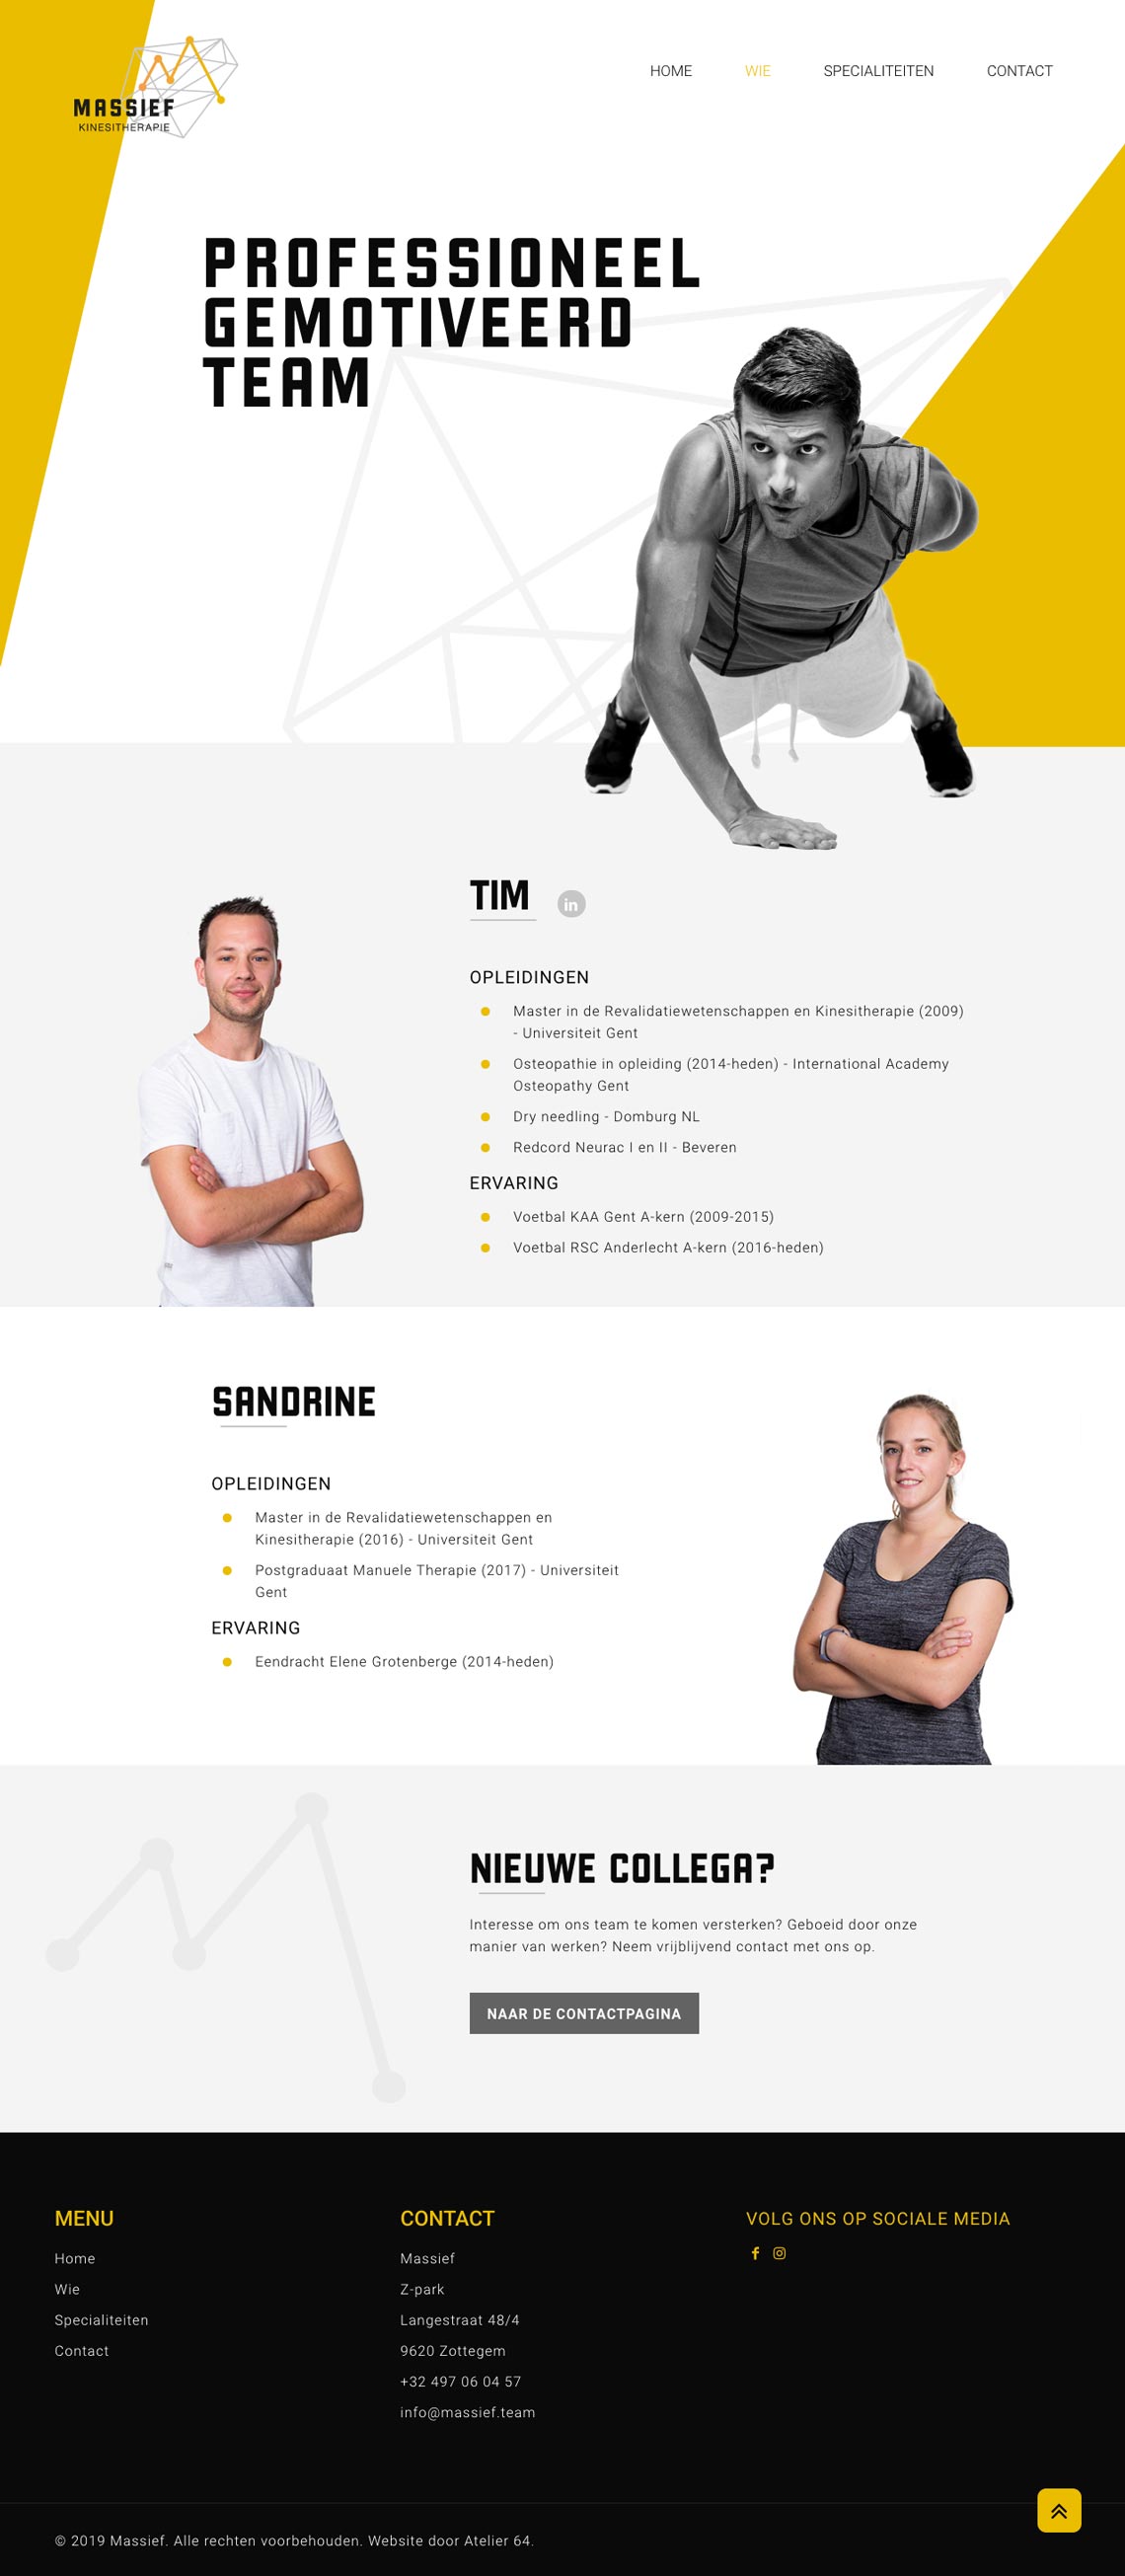 MASSIEF
KINESITHERAPIE
HOME
WIE
SPECIALITEITEN
CONTACT
PROFESSIONEEL
GEMOTIVEERD
TEAM
TIM
in
OPLEIDINGEN
Master in de Revalidatiewetenschappen en Kinesitherapie (2009)
- Universiteit Gent
Osteopathie in opleiding (2014-heden) - International Academy
Osteopathy Gent
Dry needling - Domburg NL
Redcord Neurac I en II - Beveren
ERVARING
Voetbal KAA Gent A-kern (2009-2015)
Voetbal RSC Anderlecht A-kern (2016-heden)
SANDRINE
OPLEIDINGEN
Master in de Revalidatiewetenschappen en
Kinesitherapie (2016) - Universiteit Gent
Postgraduaat Manuele Therapie (2017) - Universiteit
Gent
ERVARING
Eendracht Elene Grotenberge (2014-heden)
NIEUWE COLLEGA?
Interesse om ons team te komen versterken? Geboeid door onze
manier van werken? Neem vrijblijvend contact met ons op.
NAAR DE CONTACTPAGINA
MENU
Home
Wie
Specialiteiten
Contact
CONTACT
Massief
Z-park
Langestraat 48/4
9620 Zottegem
+32 497 06 04 57
info@massief.team
VOLG ONS OP SOCIALE MEDIA
© 2019 Massief. Alle rechten voorbehouden. Website door Atelier 64.